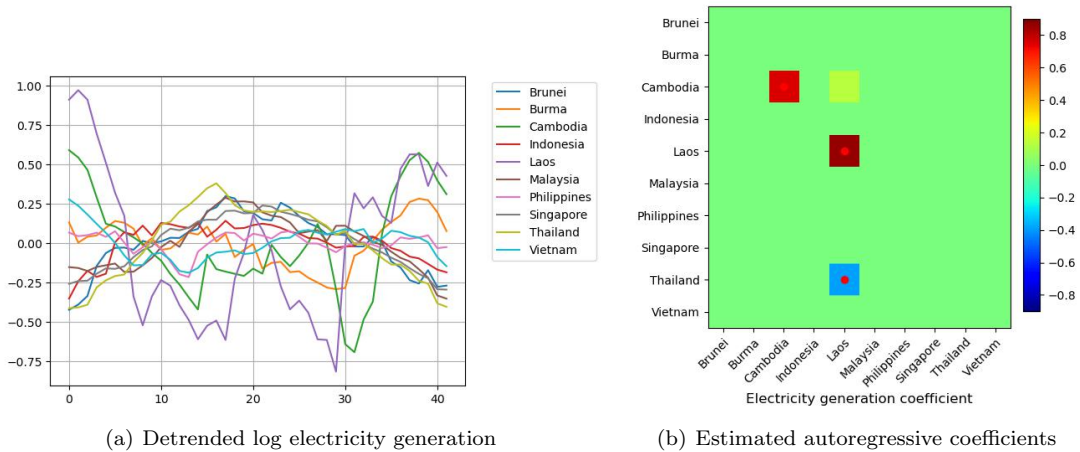 1.00
0.75
0.50
0.25
0.00
−0.25
−0.50
−0.75
0
10
20
30
40
Brunei
Burma
Cambodia
Indonesia
Laos
Malaysia
Philippines
Singapore
Thailand
Vietnam
(a) Detrended log electricity generation
Brunei
Burma
Cambodia
Indonesia
Laos
Malaysia
Philippines
Singapore
Thailand
Vietnam
Brunei
Burma
Cambodia
Indonesia
Laos
Malaysia
Philippines
Singapore
Thailand
Vietnam
Electricity generation coefficient
0.8
0.6
0.4
0.2
0.0
−0.2
−0.4
−0.6
−0.8
(b) Estimated autoregressive coefficients